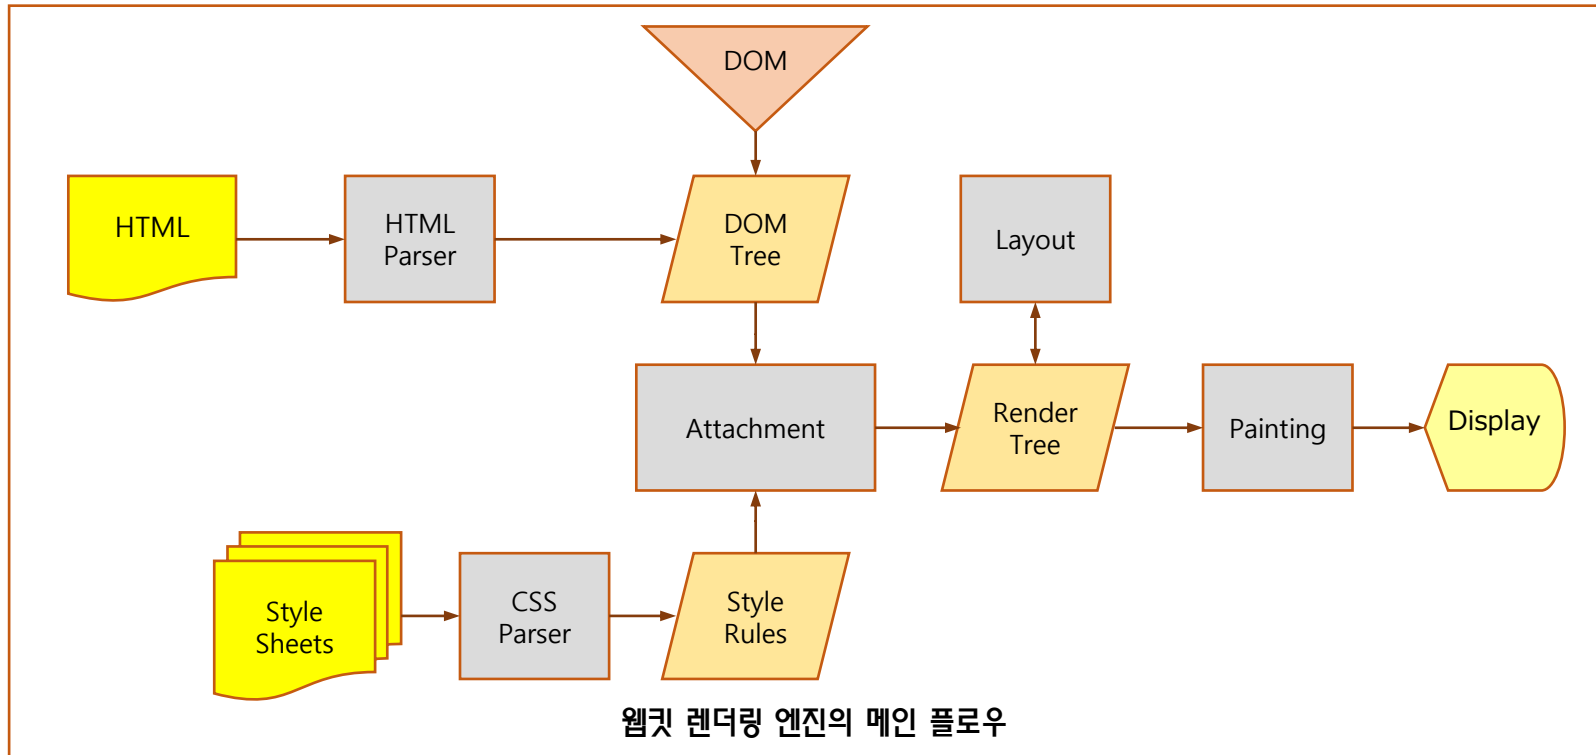 DOM
HTML
HTML
Parser
DOM
Tree
Layout
Attachment
Render
Tree
Painting
Display
Style
Sheets
CSS
Parser
Style
Rules
웹킷 렌더링 엔진의 메인 플로우